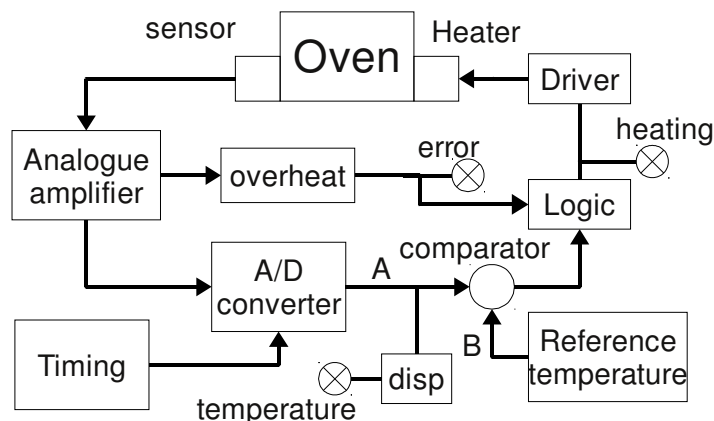 sensor
Oven
Heater
Driver
heating
Analogue
amplifier
overheat
error
Logic
A/D
converter
A
comparator
Timing
B
Reference
temperature
disp
temperature